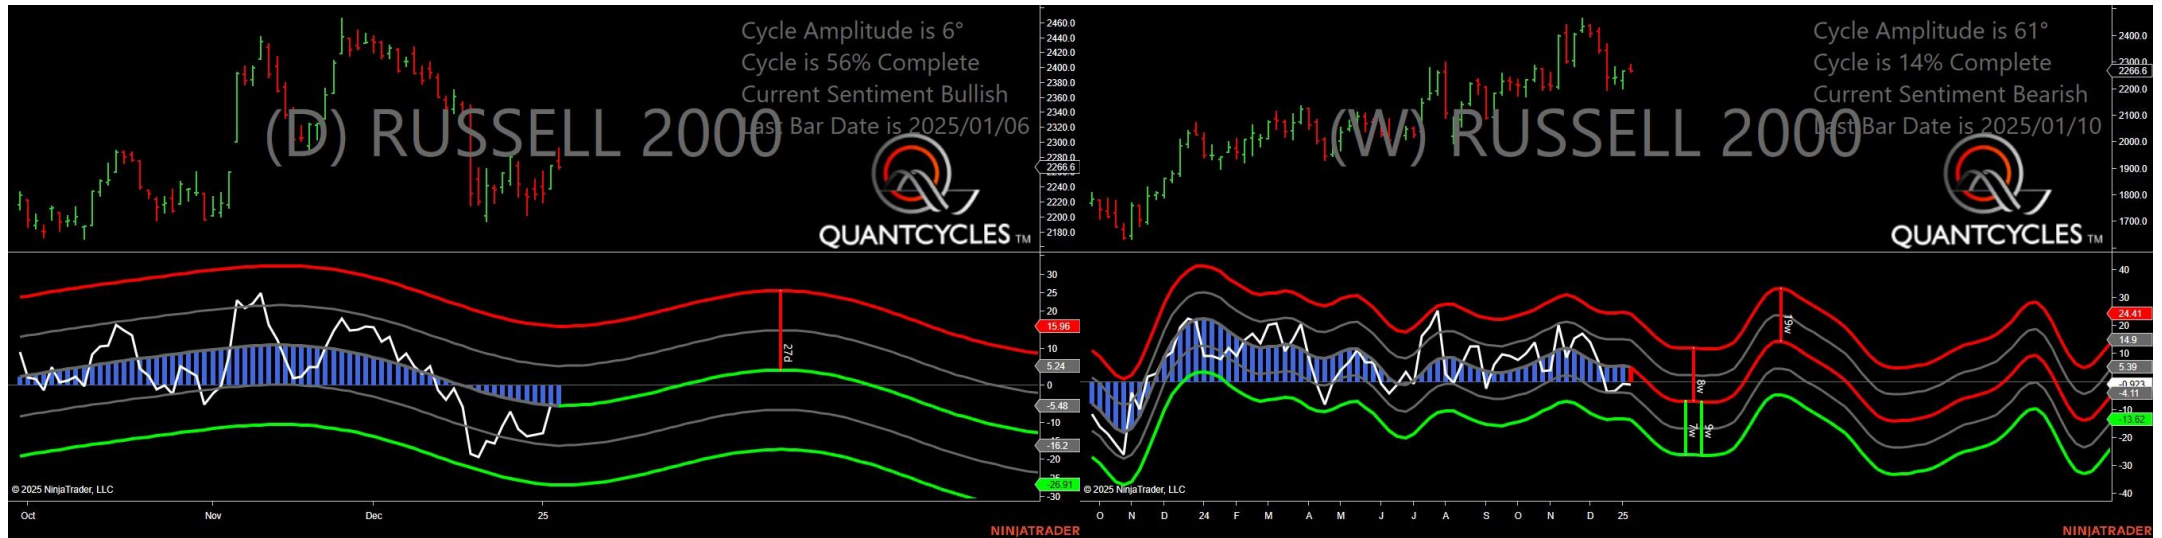 Cycle Amplitude is 6°
Cycle is 56% Complete
Current Sentiment Bullish
Last Bar Date is 2025/01/06
(D) RUSSELL 2000
QUANTCYCLES TM
2460.0
2440.0
2420.0
2400.0
2380.0
2360.0
2340.0
2320.0
2300.0
2280.0
2266.6
2240.0
2220.0
2200.0
2180.0
30
25
20
15.96
10
5.24
0
-5.48
-10
-16.2
-20
-26.91
-30
27d
© 2025 NinjaTrader, LLC
Oct Nov Dec 25
NINJATRADER
Cycle Amplitude is 61°
Cycle is 14% Complete
Current Sentiment Bearish
Last Bar Date is 2025/01/10
(W) RUSSELL 2000
QUANTCYCLES TM
2400.0
2300.0
2266.6
2200.0
2100.0
2000.0
1900.0
1800.0
1700.0
40
30
24.41
20
14.9
10
5.39
-0.923
-4.11
-10
-13.62
-20
-30
-40
19w
8w
7w
9w
© 2025 NinjaTrader, LLC
O N D 24 F M A M J J A S O N D 25
NINJATRADER